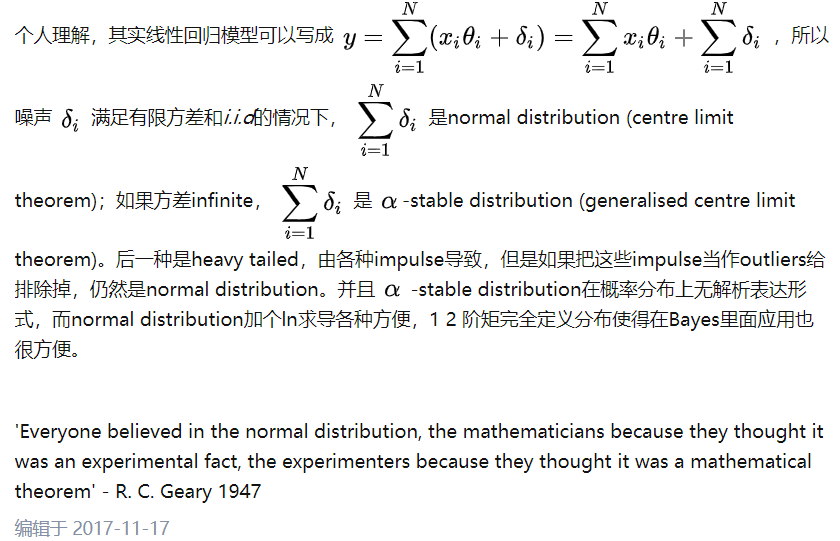 个人理解，其实线性回归模型可以写成 $y=\sum_{i=1}^{N}(x_i\theta_i+\delta_i)=\sum_{i=1}^{N}x_i\theta_i+\sum_{i=1}^{N}\delta_i$ ，所以
噪声 $\delta_i$ 满足有限方差和i.i.d的情况下， $\sum_{i=1}^{N}\delta_i$ 是normal distribution (centre limit
theorem)；如果方差infinite， $\sum_{i=1}^{N}\delta_i$ 是 $\alpha$ -stable distribution (generalised centre limit
theorem)。后一种是heavy tailed，由各种impulse导致，但是如果把这些impulse当作outliers给
排除掉，仍然是normal distribution。并且 $\alpha$ -stable distribution在概率分布上无解析表达形
式，而normal distribution加个ln求导各种方便，1 2 阶矩完全定义分布使得在Bayes里面应用也
很方便。
'Everyone believed in the normal distribution, the mathematicians because they thought it
was an experimental fact, the experimenters because they thought it was a mathematical
theorem' - R. C. Geary 1947
编辑于 2017-11-17